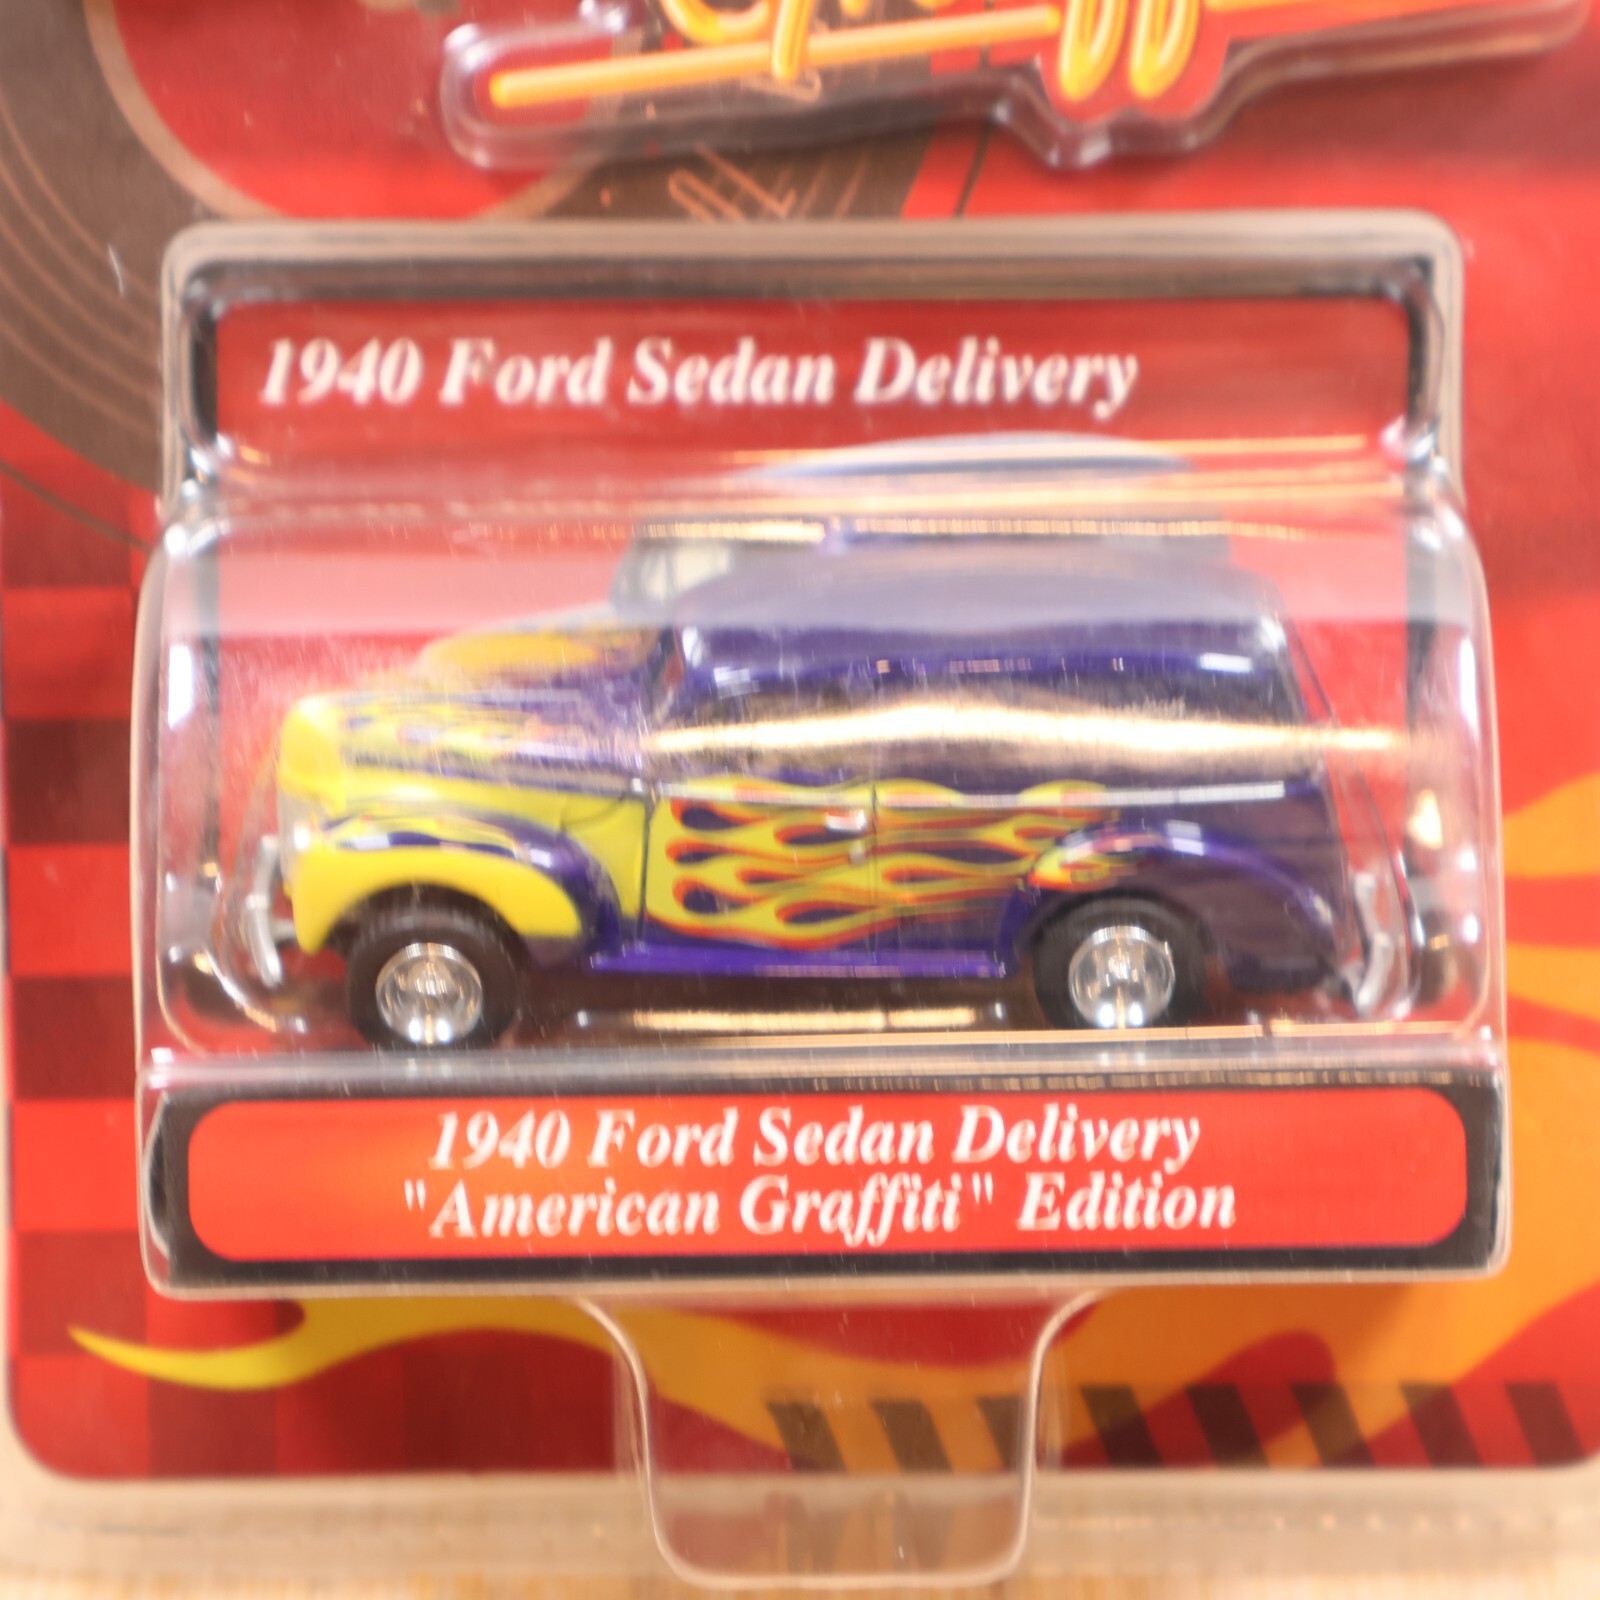 1940 Ford Sedan Delivery
1940 Ford Sedan Delivery
"American Graffiti" Edition